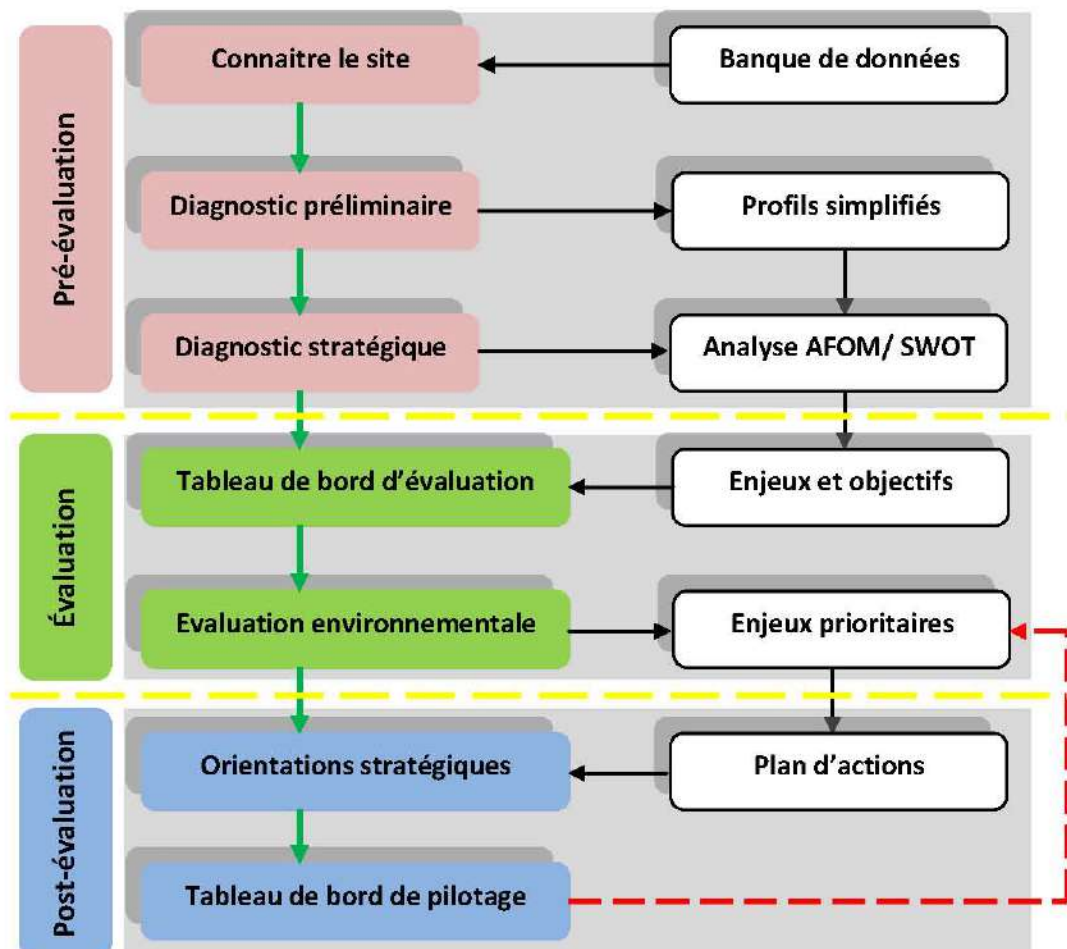 Pré-évaluation
Connaitre le site
Banque de données
Diagnostic préliminaire
Profils simplifiés
Diagnostic stratégique
Analyse AFOM/ SWOT
Évaluation
Tableau de bord d'évaluation
Enjeux et objectifs
Evaluation environnementale
Enjeux prioritaires
Post-évaluation
Orientations stratégiques
Plan d'actions
Tableau de bord de pilotage